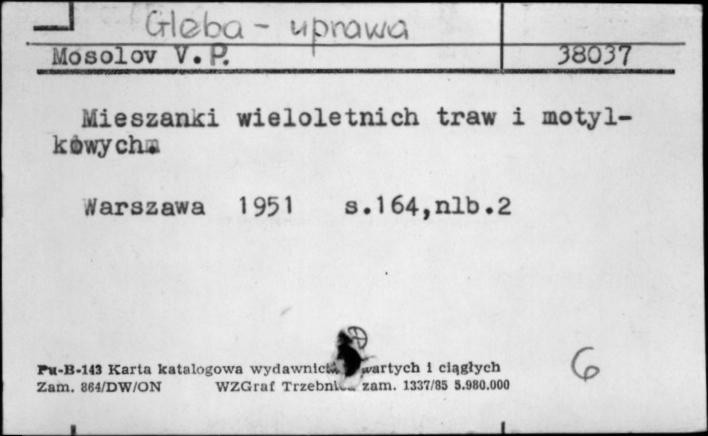 Gleba - uprawa
Mosolov V.P. 38037
Mieszanki wieloletnich traw i motyl-
kowych.
Warszawa 1951 s.164,nlb.2
Pu-B-143 Karta katalogowa wydawnictw zwartych i ciągłych
Zam. 864/DW/ON WZGraf Trzebnica zam. 1337/85 5.980.000
6